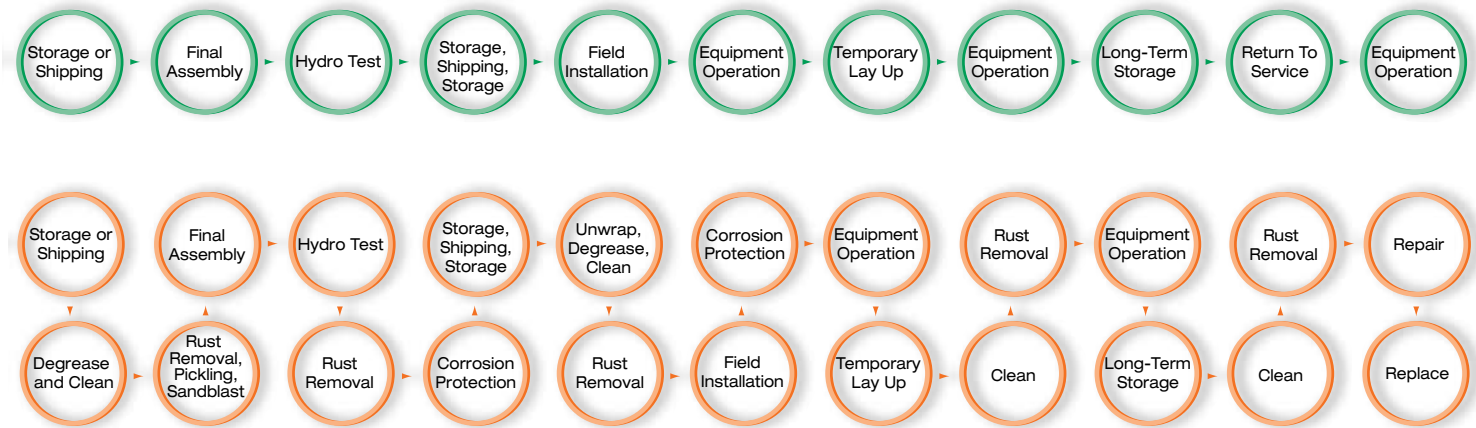 Storage or
Shipping
Final
Assembly
Hydro Test
Storage,
Shipping,
Storage
Field
Installation
Equipment
Operation
Temporary
Lay Up
Equipment
Operation
Long-Term
Storage
Return To
Service
Equipment
Operation
Storage or
Shipping
Final
Assembly
Hydro Test
Storage,
Shipping,
Storage
Unwrap,
Degrease,
Clean
Corrosion
Protection
Equipment
Operation
Rust
Removal
Equipment
Operation
Rust
Removal
Repair
Degrease
and Clean
Rust
Removal,
Pickling,
Sandblast
Rust
Removal
Corrosion
Protection
Rust
Removal
Field
Installation
Temporary
Lay Up
Clean
Long-Term
Storage
Clean
Replace